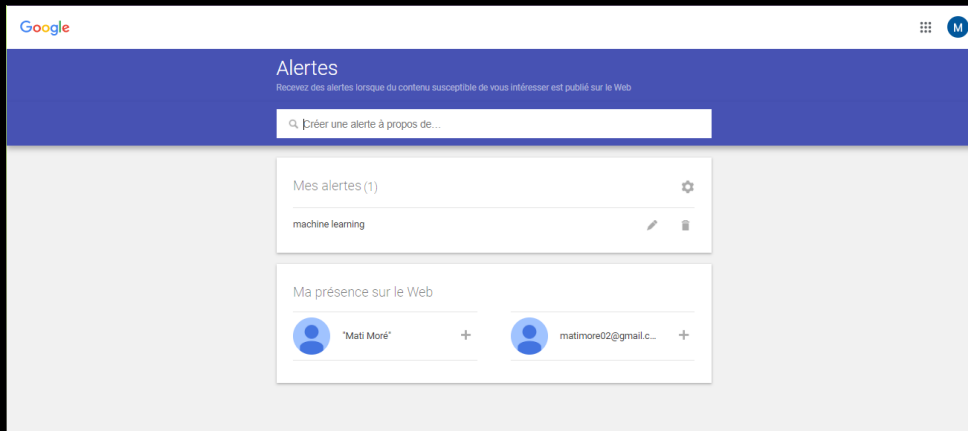 Google
M
Alertes
Recevez des alertes lorsque du contenu susceptible de vous intéresser est publié sur le Web
Créer une alerte à propos de...
Mes alertes (1)
machine learning
Ma présence sur le Web
"Mati Moré"
matimore02@gmail.c...